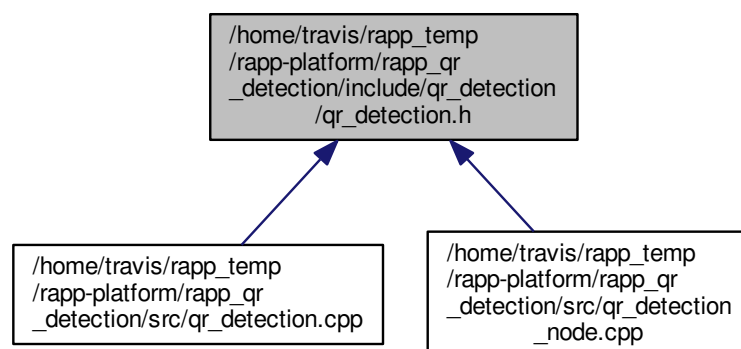 /home/travis/rapp_temp
/rapp-platform/rapp_qr
_detection/include/qr_detection
/qr_detection.h
/home/travis/rapp_temp
/rapp-platform/rapp_qr
_detection/src/qr_detection.cpp
/home/travis/rapp_temp
/rapp-platform/rapp_qr
_detection/src/qr_detection
_node.cpp